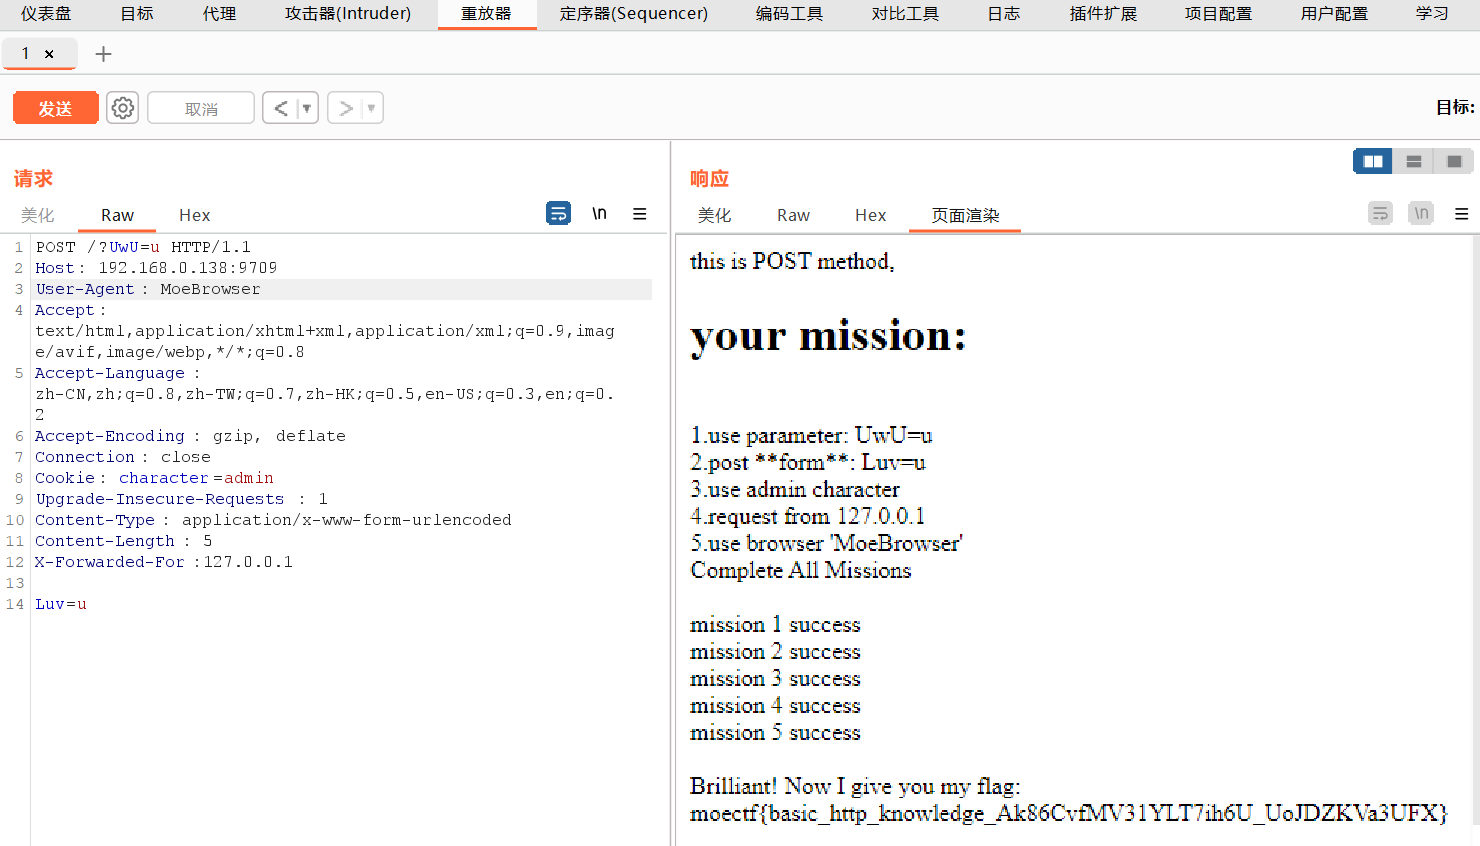 仪表盘 目标 代理 攻击器(Intruder) 重放器 定序器(Sequencer) 编码工具 对比工具 日志 插件扩展 项目配置 用户配置 学习
1 × +
发送 取消 < ▼ > ▼ 目标:
请求
美化 Raw Hex \n ≡
1 POST /?UwU=u HTTP/1.1
2 Host: 192.168.0.138:9709
3 User-Agent: MoeBrowser
4 Accept:
text/html,application/xhtml+xml,application/xml;q=0.9,imag
e/avif,image/webp,*/*;q=0.8
5 Accept-Language:
zh-CN,zh;q=0.8,zh-TW;q=0.7,zh-HK;q=0.5,en-US;q=0.3,en;q=0.
2
6 Accept-Encoding: gzip, deflate
7 Connection: close
8 Cookie: character=admin
9 Upgrade-Insecure-Requests: 1
10 Content-Type: application/x-www-form-urlencoded
11 Content-Length: 5
12 X-Forwarded-For:127.0.0.1
13
14 Luv=u
响应
美化 Raw Hex 页面渲染 \n ≡
this is POST method,
your mission:
1.use parameter: UwU=u
2.post **form**: Luv=u
3.use admin character
4.request from 127.0.0.1
5.use browser 'MoeBrowser'
Complete All Missions
mission 1 success
mission 2 success
mission 3 success
mission 4 success
mission 5 success
Brilliant! Now I give you my flag:
moectf{basic_http_knowledge_Ak86CvfMV31YLT7ih6U_UoJDZKVa3UFX}